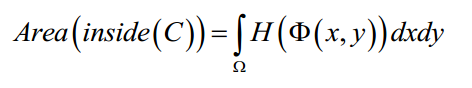 Area(inside(C)) = ∫_Ω H(Φ(x, y))dxdy